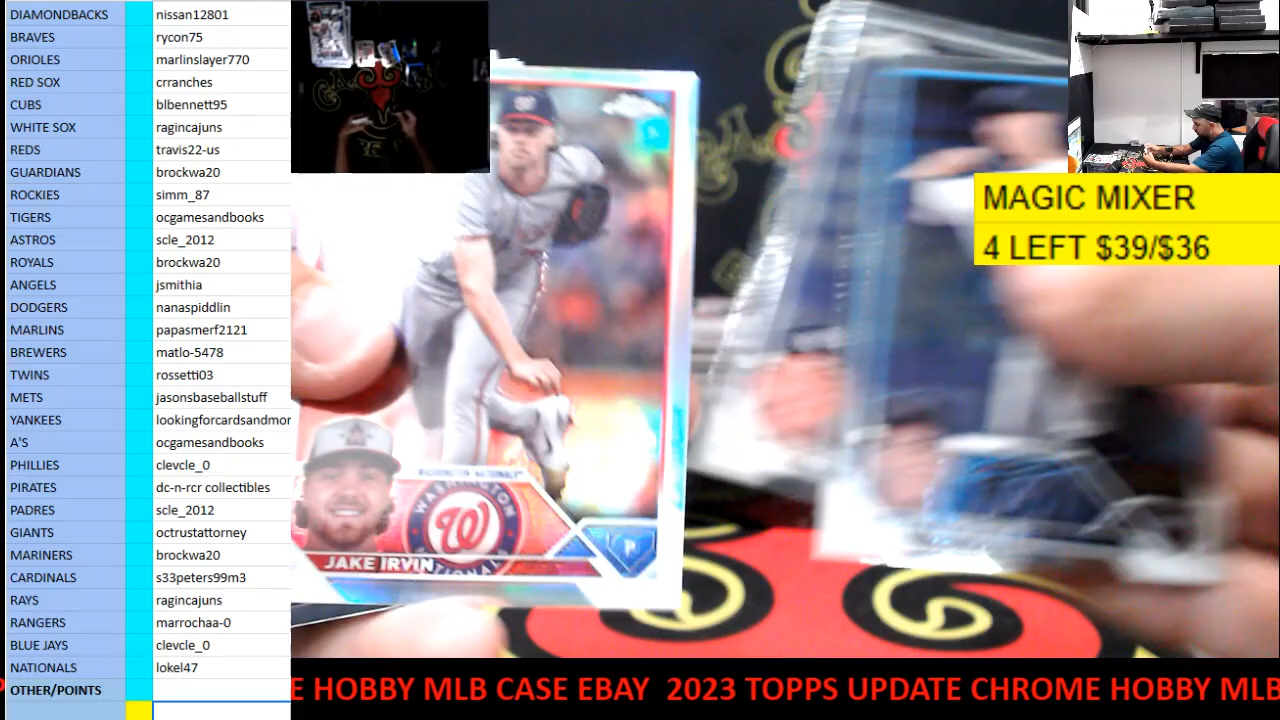 DIAMONDBACKS nissan12801
BRAVES rycon75
ORIOLES marlinslayer770
RED SOX crranches
CUBS blbennett95
WHITE SOX ragincajuns
REDS travis22-us
GUARDIANS brockwa20
ROCKIES simm_87
TIGERS ocgamesandbooks
ASTROS scle_2012
ROYALS brockwa20
ANGELS jsmithia
DODGERS nanaspiddlin
MARLINS papasmerf2121
BREWERS matlo-5478
TWINS rossetti03
METS jasonsbaseballstuff
YANKEES lookingforcardsandmor
A'S ocgamesandbooks
PHILLIES clevcle_0
PIRATES dc-n-rcr collectibles
PADRES scle_2012
GIANTS octrustattorney
MARINERS brockwa20
CARDINALS s33peters99m3
RAYS ragincajuns
RANGERS marrochaa-0
BLUE JAYS clevcle_0
NATIONALS lokel47
OTHER/POINTS
MAGIC MIXER
4 LEFT $39/$36
WASHINGTON NATIONALS
WASHINGTON
W
NATIONALS
JAKE IRVIN
P
E HOBBY MLB CASE EBAY 2023 TOPPS UPDATE CHROME HOBBY MLB